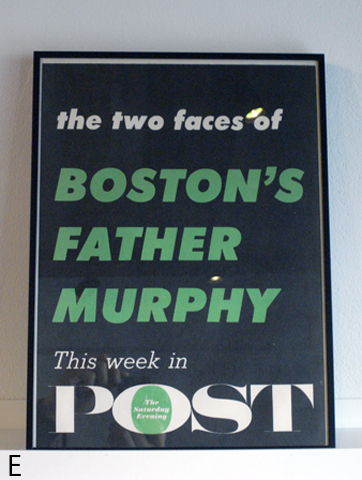 the two faces of
BOSTON'S
FATHER
MURPHY
This week in
POST
The
Saturday
Evening
E